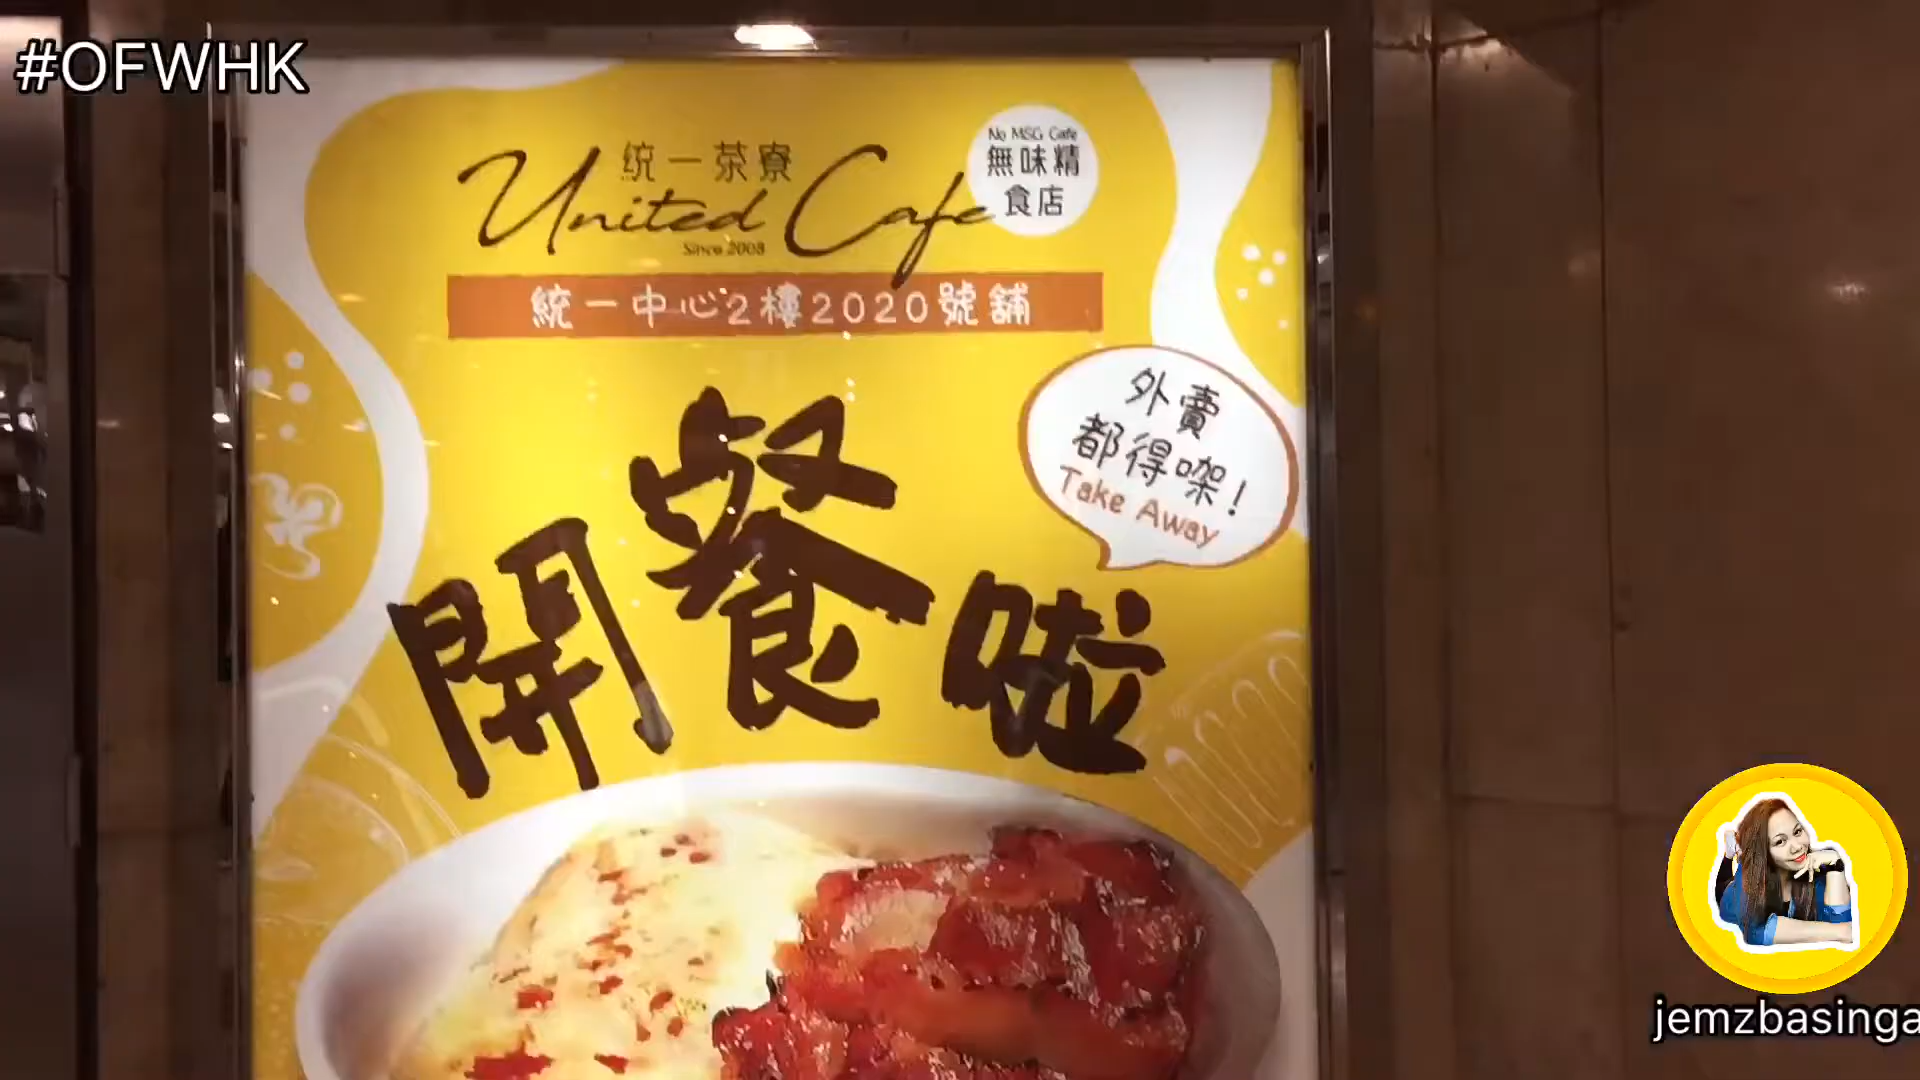 #OFWHK
統一茶寮
United Cafe
Since 2008
No MSG Cafe
無味精
食店
統一中心2樓2020號舖
外賣
都得㗎!
Take Away
開餐啦
jemzbasinga